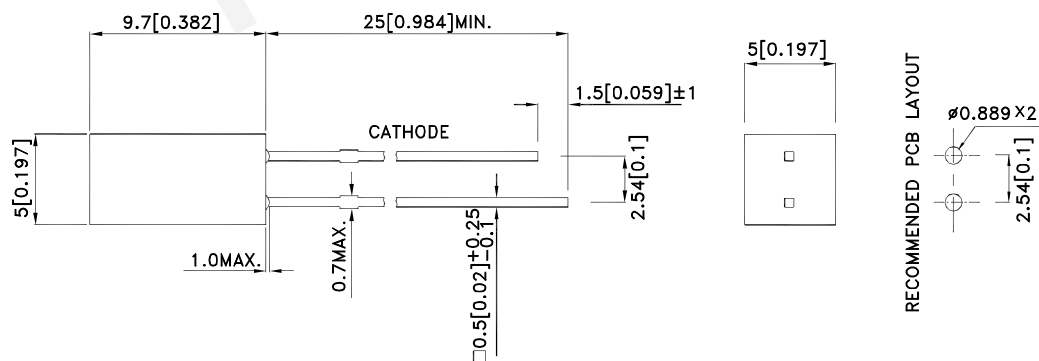 9.7[0.382]
25[0.984]MIN.
5[0.197]
1.5[0.059]±1
CATHODE
5[0.197]
2.54[0.1]
1.0MAX.
0.7MAX.
□0.5[0.02]+0.25
-0.1
RECOMMENDED PCB LAYOUT
ø0.889 X2
2.54[0.1]